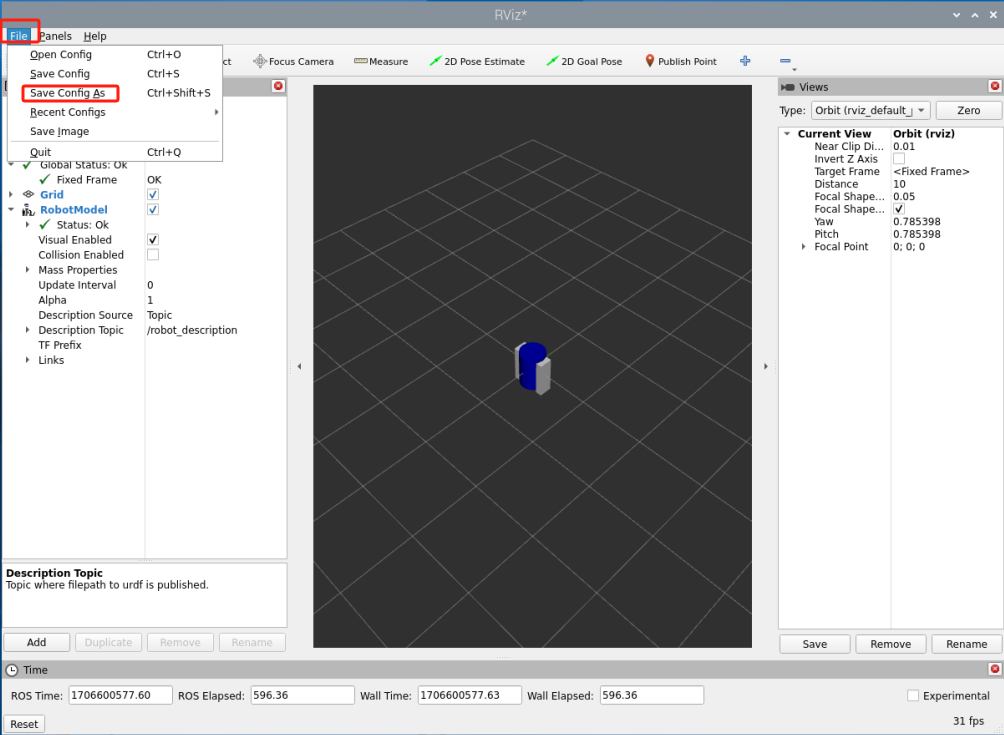 RViz*
File Panels Help
Open Config Ctrl+O
Save Config Ctrl+S
Save Config As Ctrl+Shift+S
Recent Configs
Save Image
Quit Ctrl+Q
ct Focus Camera Measure 2D Pose Estimate 2D Goal Pose Publish Point
Global Status: Ok
Fixed Frame OK
Grid
RobotModel
Status: Ok
Visual Enabled
Collision Enabled
Mass Properties
Update Interval 0
Alpha 1
Description Source Topic
Description Topic /robot_description
TF Prefix
Links
Description Topic
Topic where filepath to urdf is published.
Add Duplicate Remove Rename
Views
Type: Orbit (rviz_default_ Zero
Current View Orbit (rviz)
Near Clip Di... 0.01
Invert Z Axis
Target Frame <Fixed Frame>
Distance 10
Focal Shape... 0.05
Focal Shape...
Yaw 0.785398
Pitch 0.785398
Focal Point 0; 0; 0
Save Remove Rename
Time
ROS Time: 1706600577.60 ROS Elapsed: 596.36 Wall Time: 1706600577.63 Wall Elapsed: 596.36 Experimental
Reset 31 fps